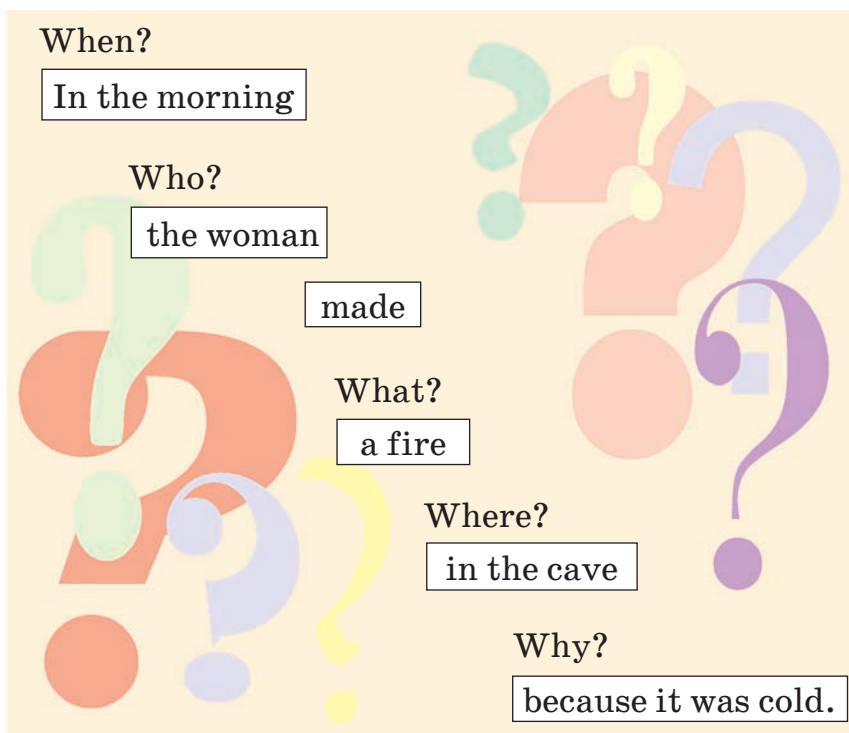 When?
In the morning
Who?
the woman
made
What?
a fire
Where?
in the cave
Why?
because it was cold.